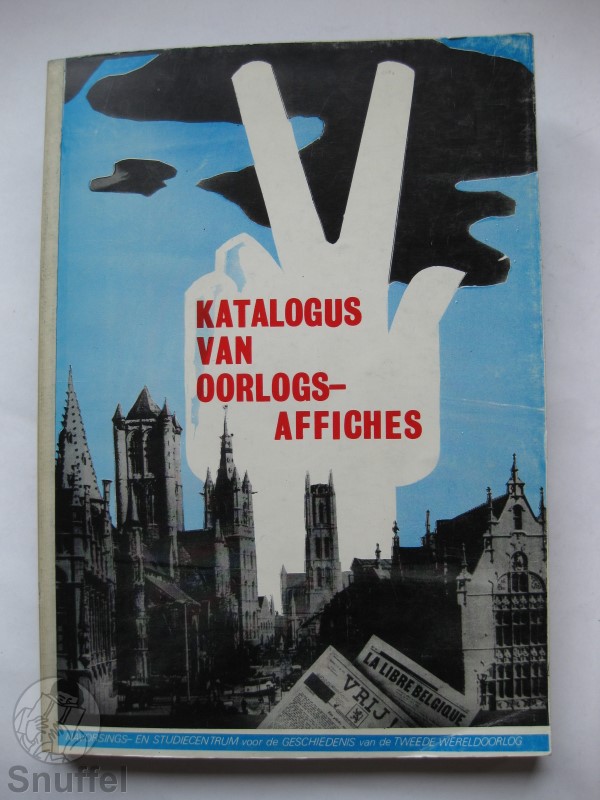 KATALOGUS
VAN
OORLOGS-
AFFICHES
LA LIBRE BELGIQUE
VRIJ!
NAVORSINGS- EN STUDIECENTRUM voor de GESCHIEDENIS van de TWEEDE WERELDOORLOG
Snuffel